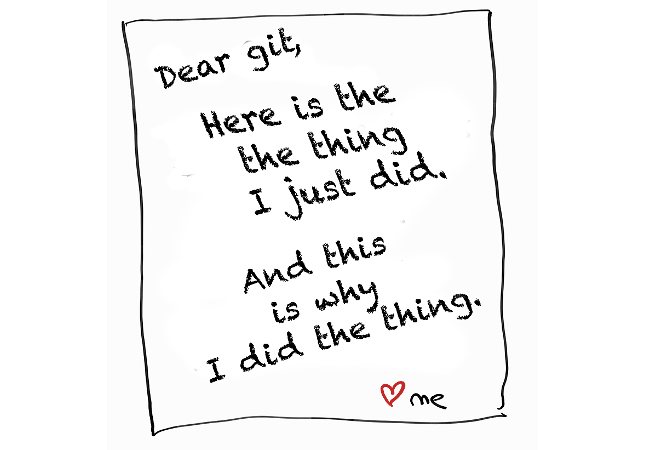 Dear git,
Here is the
the thing
I just did.
And this
is why
I did the thing.
me